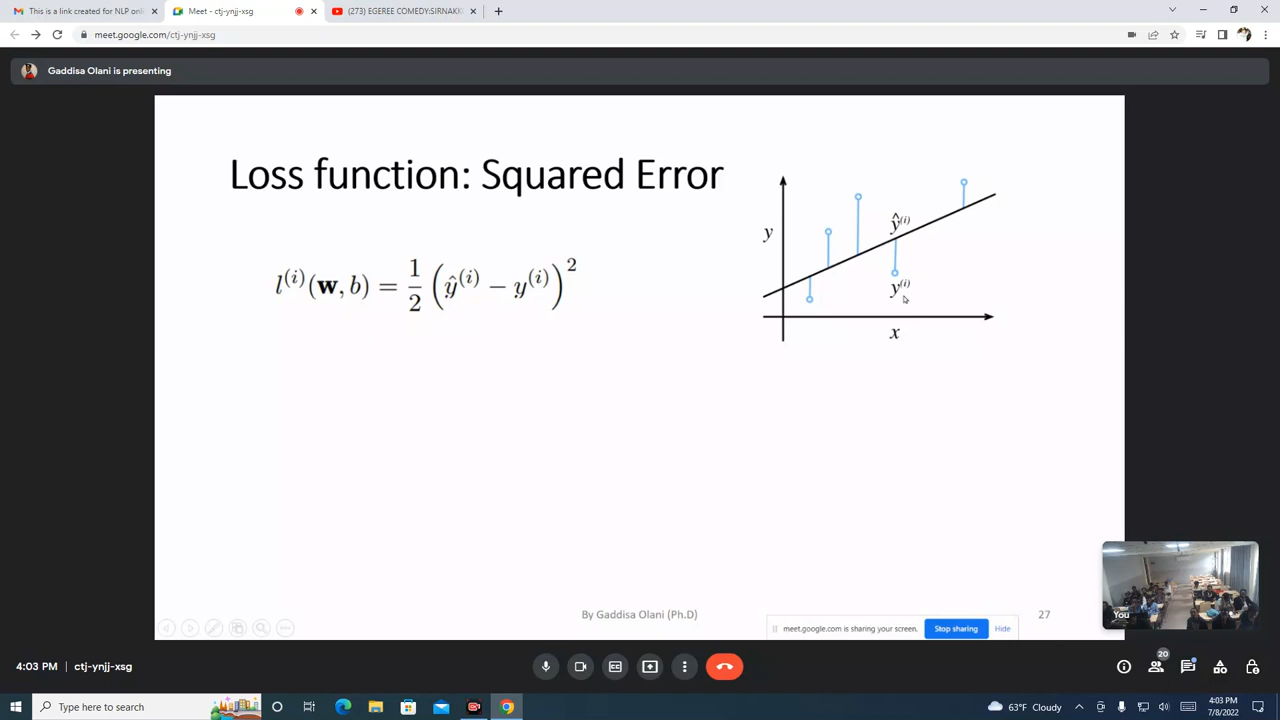 This is a link created for NLP onli
Meet - ctj-ynjj-xsg
(273) EGEREE COMEDY:SIRNAKK
meet.google.com/ctj-ynjj-xsg
Gaddisa Olani is presenting
Loss function: Squared Error
l^{(i)}(w, b) = \frac{1}{2} (ŷ^{(i)} − y^{(i)})^2
y
ŷ^{(i)}
y^{(i)}
x
By Gaddisa Olani (Ph.D)
27
meet.google.com is sharing your screen.
Stop sharing
Hide
You
4:03 PM | ctj-ynjj-xsg
20
Type here to search
63°F Cloudy
4:03 PM
7/8/2022